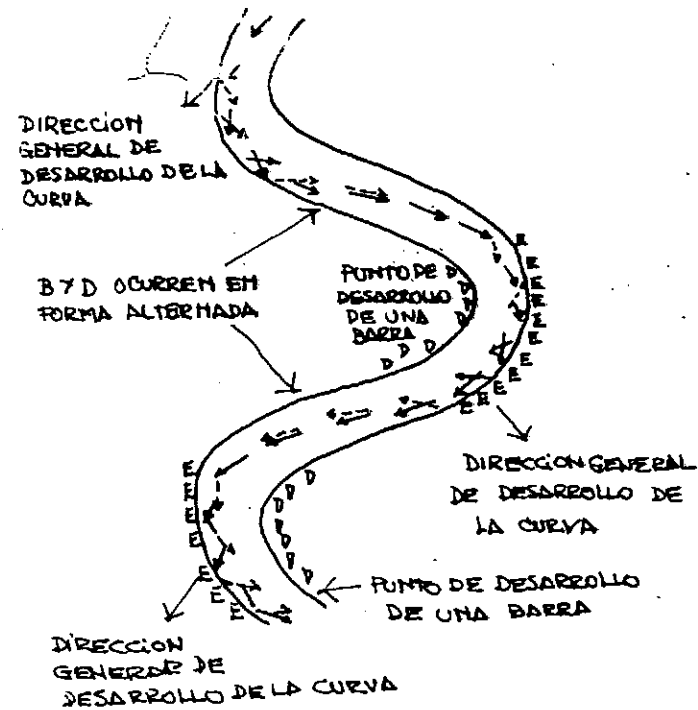 DIRECCION
GENERAL DE
DESARROLLO DE LA
CURVA
B Y D OCURREN EN
FORMA ALTERNADA
PUNTO DE D
DESARROLLO D
DE UNA D
BARRA D
D D D
E
E
E
E
E
E
E
E
E
E
E
DIRECCION GENERAL
DE DESARROLLO DE
LA CURVA
E
E
E
E
E
E
E
E
D
D
D
D
D
D
D
PUNTO DE DESARROLLO
DE UNA BARRA
DIRECCION
GENERAL DE
DESARROLLO DE LA CURVA